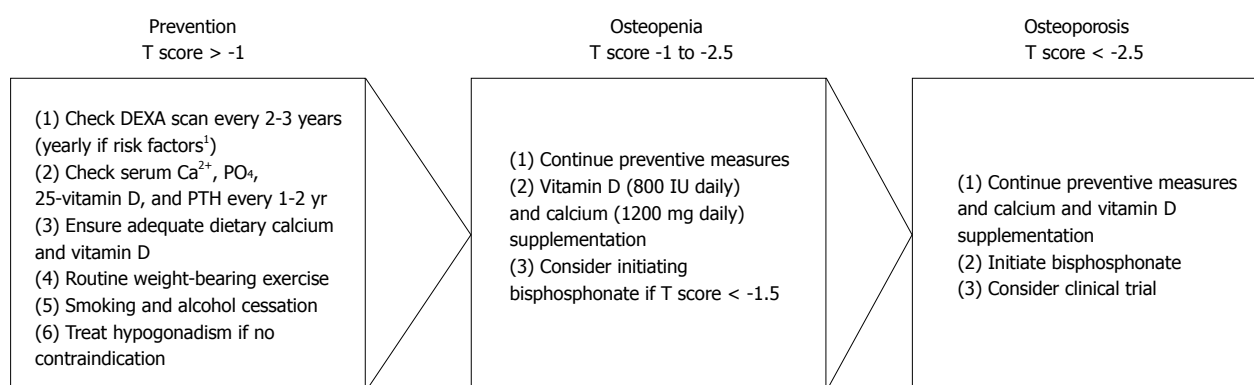 Prevention
T score > -1
(1) Check DEXA scan every 2-3 years
(yearly if risk factors¹)
(2) Check serum Ca²⁺, PO₄,
25-vitamin D, and PTH every 1-2 yr
(3) Ensure adequate dietary calcium
and vitamin D
(4) Routine weight-bearing exercise
(5) Smoking and alcohol cessation
(6) Treat hypogonadism if no
contraindication
Osteopenia
T score -1 to -2.5
(1) Continue preventive measures
(2) Vitamin D (800 IU daily)
and calcium (1200 mg daily)
supplementation
(3) Consider initiating
bisphosphonate if T score < -1.5
Osteoporosis
T score < -2.5
(1) Continue preventive measures
and calcium and vitamin D
supplementation
(2) Initiate bisphosphonate
(3) Consider clinical trial